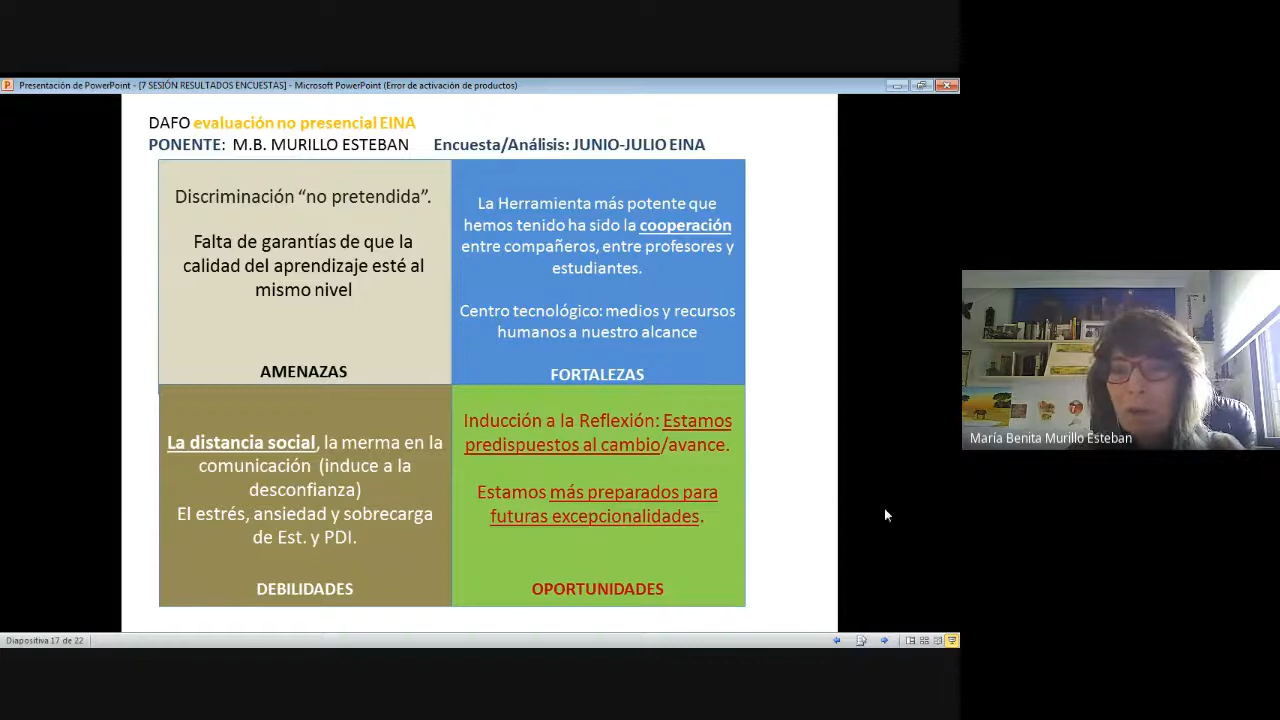 Presentación de PowerPoint - [7 SESIÓN RESULTADOS ENCUESTAS] - Microsoft PowerPoint (Error de activación de productos)
DAFO evaluación no presencial EINA
PONENTE: M.B. MURILLO ESTEBAN Encuesta/Análisis: JUNIO-JULIO EINA
Discriminación “no pretendida”.
Falta de garantías de que la
calidad del aprendizaje esté al
mismo nivel
AMENAZAS
La Herramienta más potente que
hemos tenido ha sido la cooperación
entre compañeros, entre profesores y
estudiantes.
Centro tecnológico: medios y recursos
humanos a nuestro alcance
FORTALEZAS
La distancia social, la merma en la
comunicación (induce a la
desconfianza)
El estrés, ansiedad y sobrecarga
de Est. y PDI.
DEBILIDADES
Inducción a la Reflexión: Estamos
predispuestos al cambio/avance.
Estamos más preparados para
futuras excepcionalidades.
OPORTUNIDADES
María Benita Murillo Esteban
Diapositiva 17 de 22